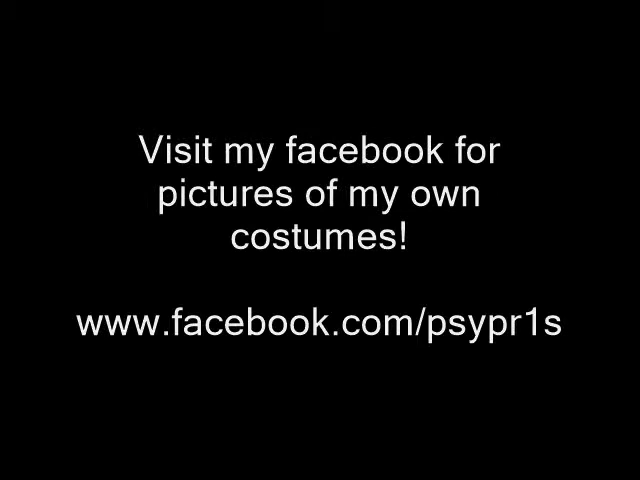 Visit my facebook for
pictures of my own
costumes!
www.facebook.com/psypr1s